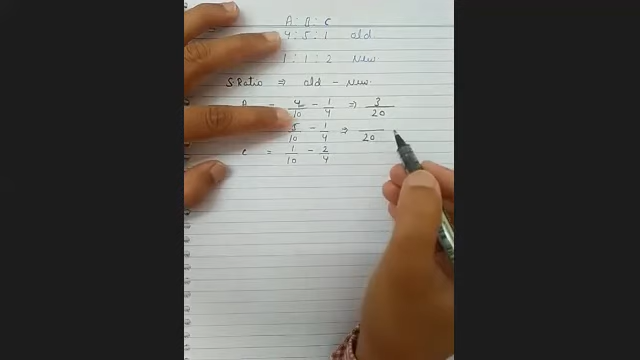 A : B : C
4 : 5 : 1 old
1 : 1 : 2 New
S Ratio ⇒ old - New
A = 4/10 - 1/4 ⇒ 3/20
5/10 - 1/4 ⇒ /20
C = 1/10 - 2/4